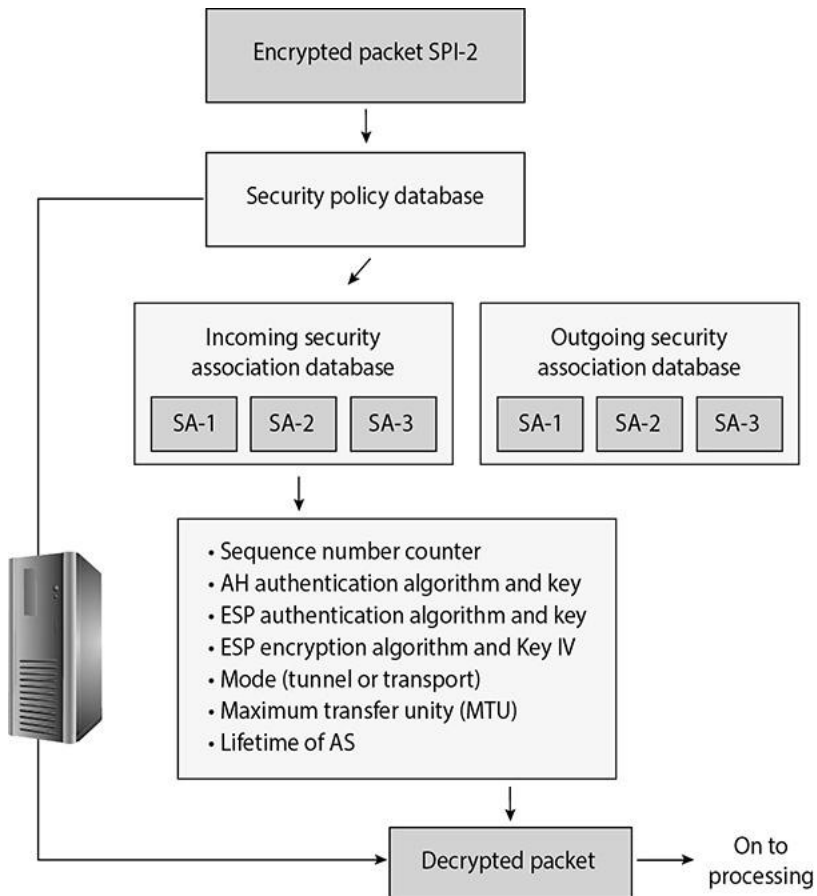 Encrypted packet SPI-2
Security policy database
Incoming security
association database
SA-1 SA-2 SA-3
Outgoing security
association database
SA-1 SA-2 SA-3
• Sequence number counter
• AH authentication algorithm and key
• ESP authentication algorithm and key
• ESP encryption algorithm and Key IV
• Mode (tunnel or transport)
• Maximum transfer unity (MTU)
• Lifetime of AS
Decrypted packet
On to
processing